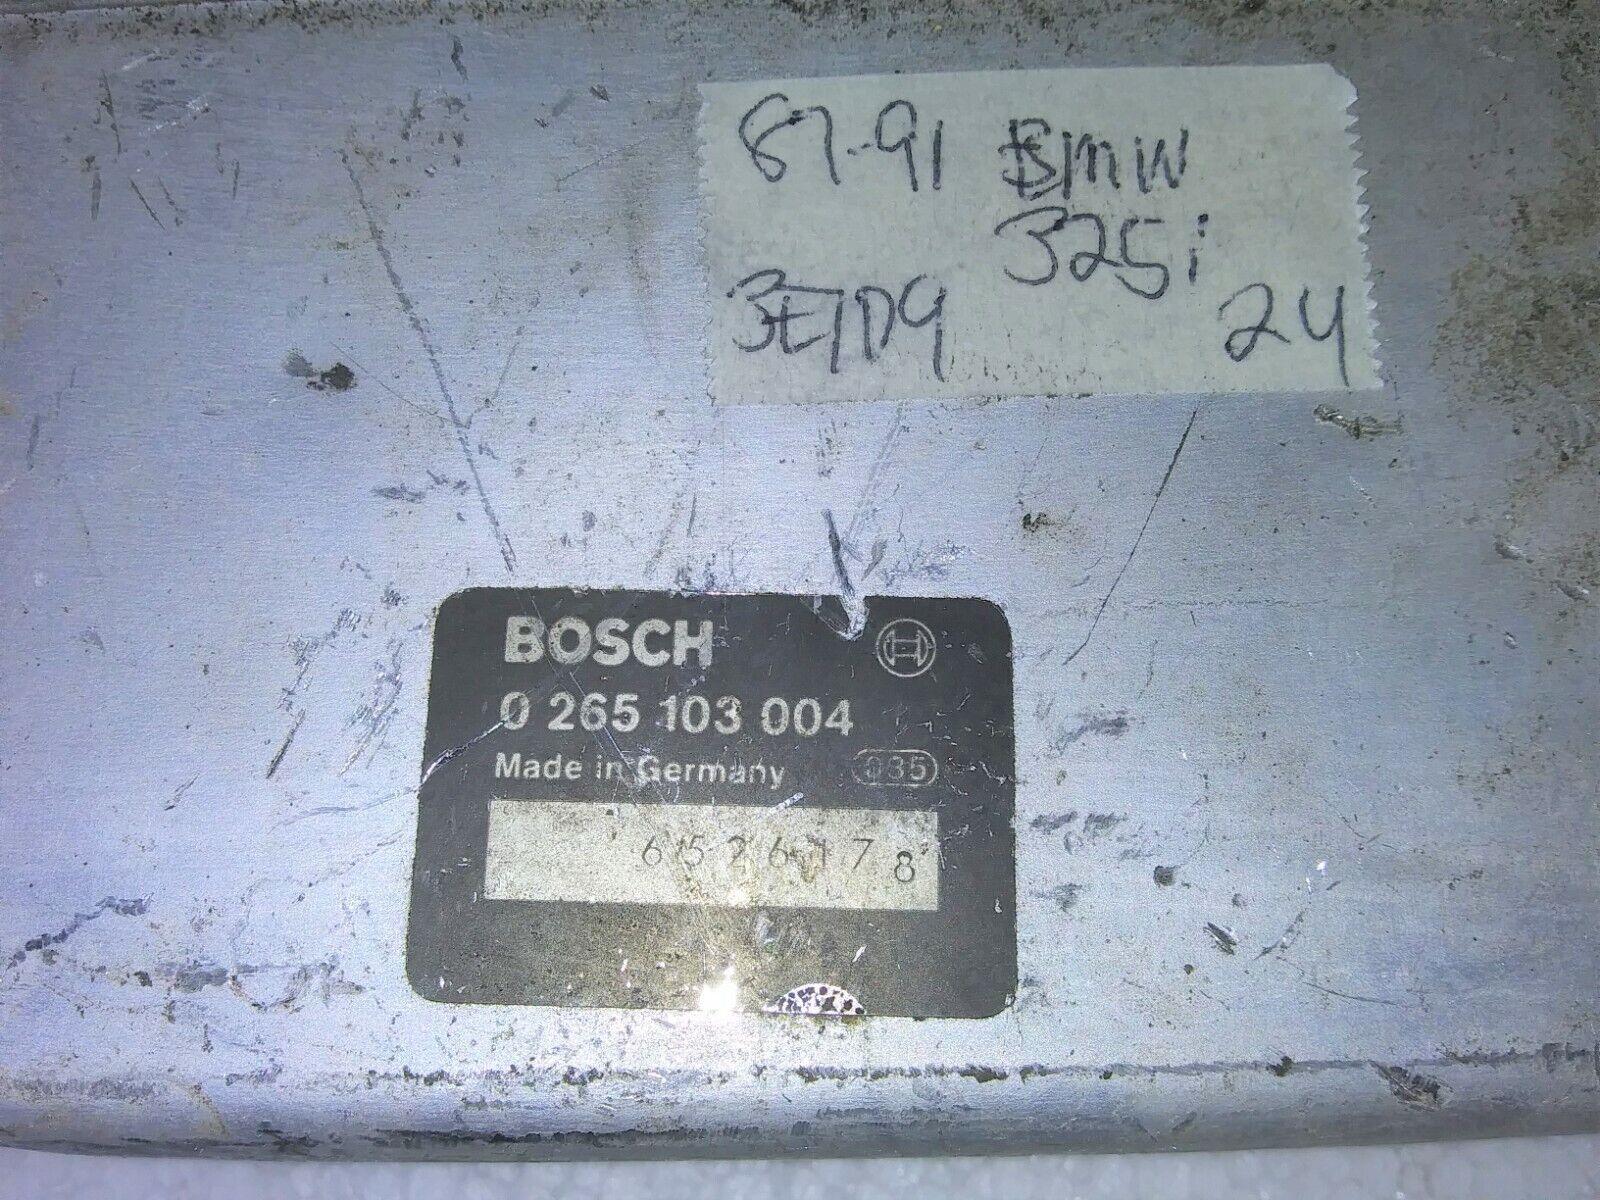 87-91 BMW
325i
3E7D9 24
BOSCH
0 265 103 004
Made in Germany 035
6526178